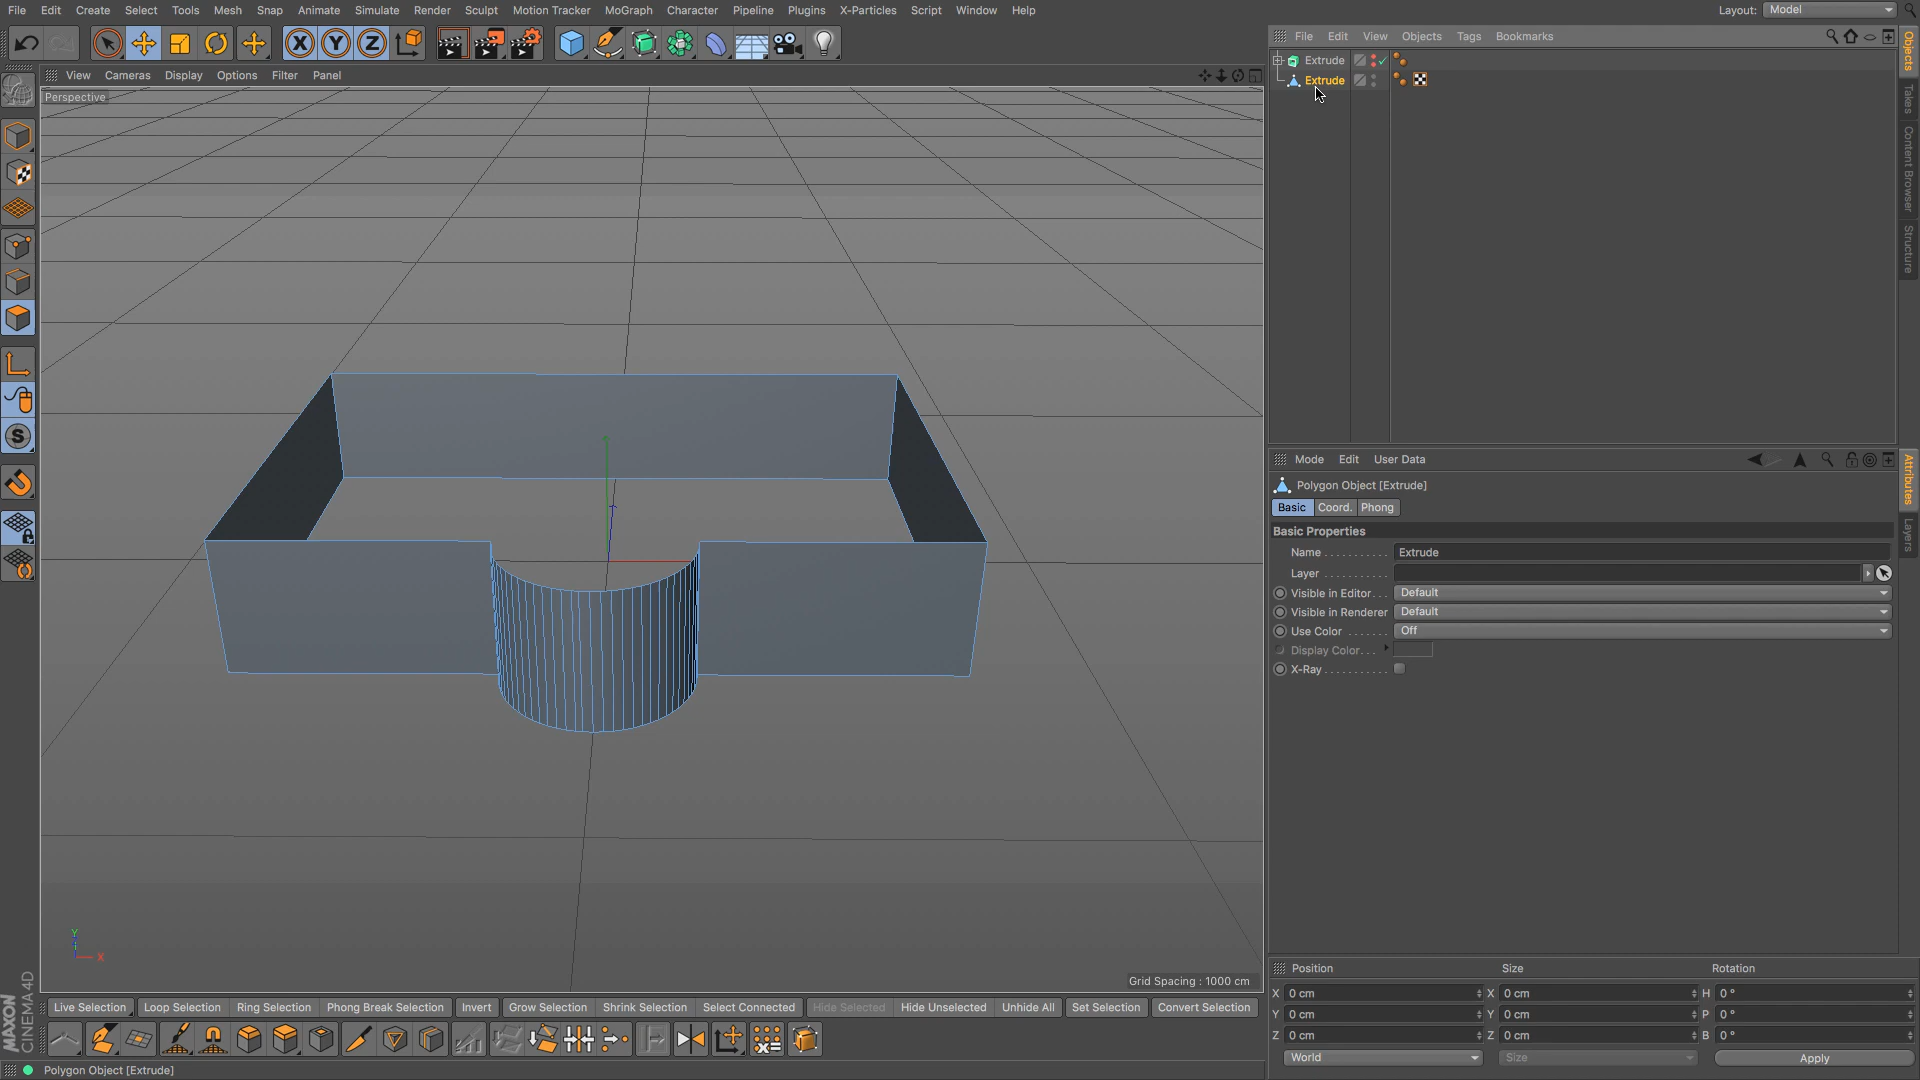 File Edit Create Select Tools Mesh Snap Animate Simulate Render Sculpt Motion Tracker MoGraph Character Pipeline Plugins X-Particles Script Window Help
Layout: Model
File Edit View Objects Tags Bookmarks
View Cameras Display Options Filter Panel
Perspective
Extrude
Extrude
Objects
Takes
Content Browser
Structure
Mode Edit User Data
Polygon Object [Extrude]
Basic Coord. Phong
Basic Properties
Name . . . . . . . . . . . Extrude
Layer . . . . . . . . . . .
Visible in Editor . . . Default
Visible in Renderer Default
Use Color . . . . . . . Off
Display Color. . .
X-Ray . . . . . . . . . . .
Attributes
Layers
Y
X
Grid Spacing : 1000 cm
Position Size Rotation
X 0 cm X 0 cm H 0 °
Y 0 cm Y 0 cm P 0 °
Z 0 cm Z 0 cm B 0 °
World Size Apply
Live Selection Loop Selection Ring Selection Phong Break Selection Invert Grow Selection Shrink Selection Select Connected Hide Selected Hide Unselected Unhide All Set Selection Convert Selection
MAXON
CINEMA 4D
Polygon Object [Extrude]